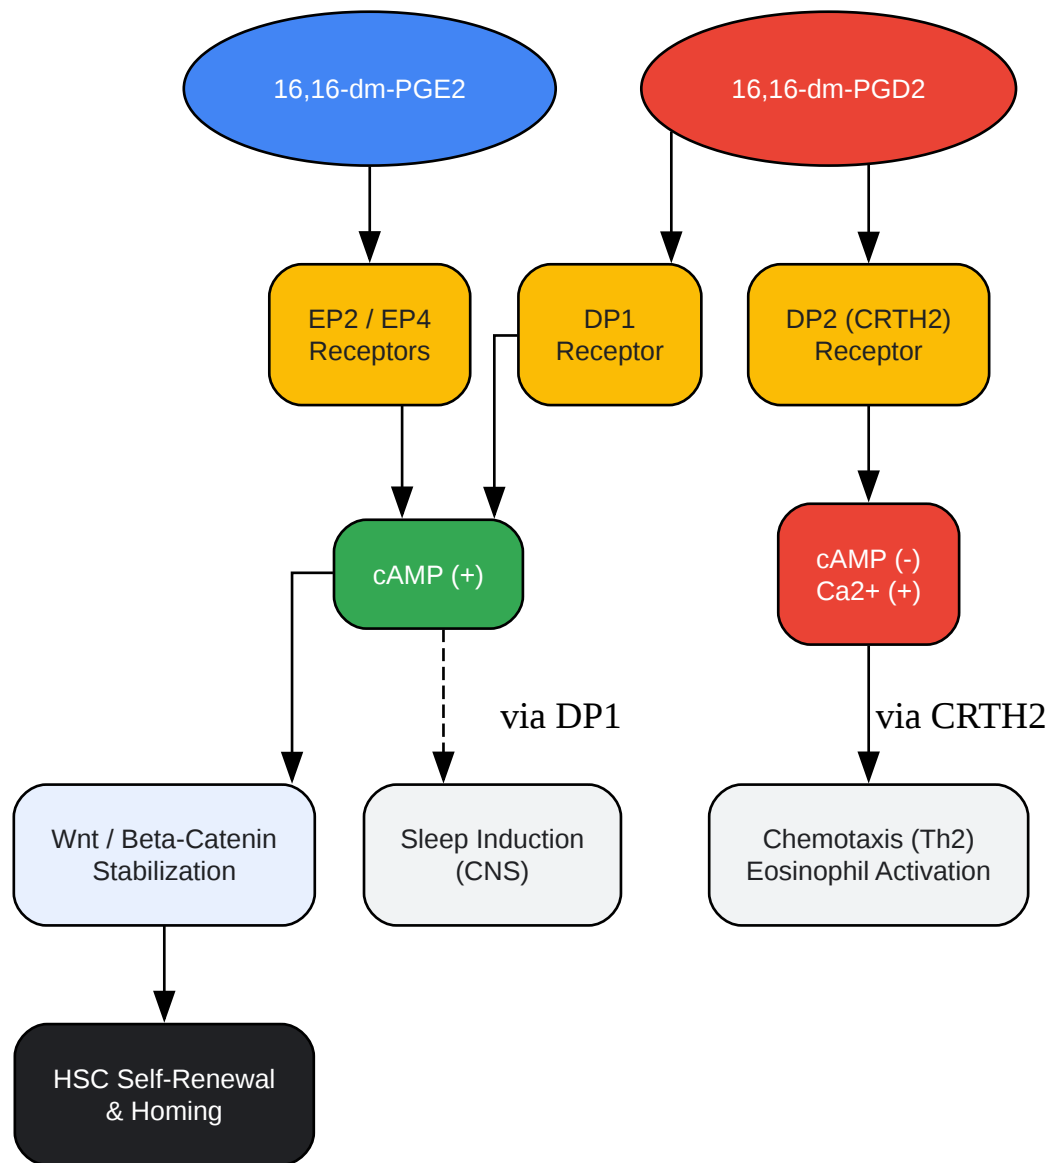 16,16-dm-PGE2
16,16-dm-PGD2
EP2 / EP4
Receptors
DP1
Receptor
DP2 (CRTH2)
Receptor
cAMP (+)
cAMP (-)
Ca2+ (+)
via DP1
via CRTH2
Wnt / Beta-Catenin
Stabilization
Sleep Induction
(CNS)
Chemotaxis (Th2)
Eosinophil Activation
HSC Self-Renewal
& Homing